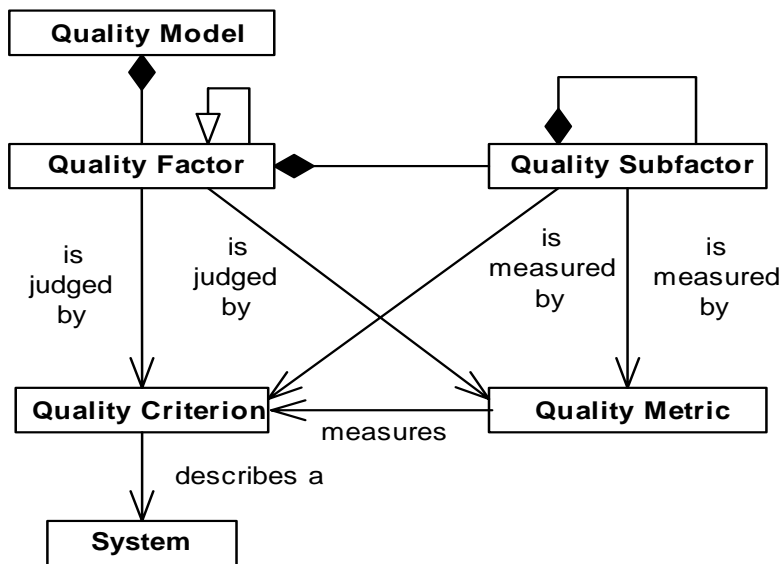 Quality Model
Quality Factor
Quality Subfactor
is
judged
by
is
judged
by
is
measured
by
is
measured
by
Quality Criterion
Quality Metric
measures
describes a
System